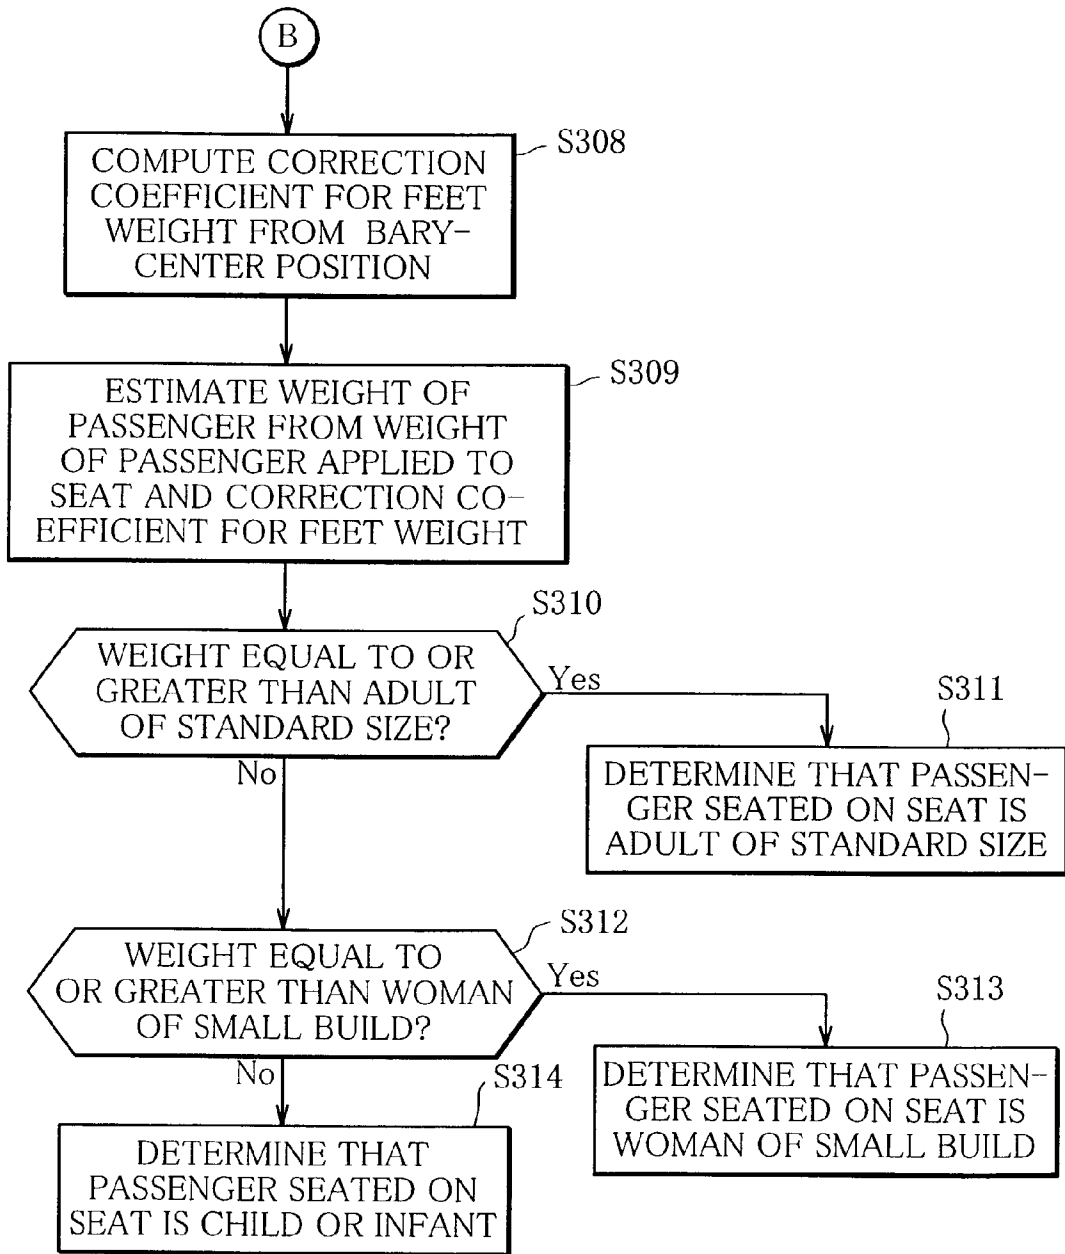 B
S308
COMPUTE CORRECTION
COEFFICIENT FOR FEET
WEIGHT FROM BARY-
CENTER POSITION
S309
ESTIMATE WEIGHT OF
PASSENGER FROM WEIGHT
OF PASSENGER APPLIED TO
SEAT AND CORRECTION CO-
EFFICIENT FOR FEET WEIGHT
S310
WEIGHT EQUAL TO OR
GREATER THAN ADULT
OF STANDARD SIZE?
Yes
No
S311
DETERMINE THAT PASSEN-
GER SEATED ON SEAT IS
ADULT OF STANDARD SIZE
S312
WEIGHT EQUAL TO
OR GREATER THAN WOMAN
OF SMALL BUILD?
Yes
No
S313
DETERMINE THAT PASSEN-
GER SEATED ON SEAT IS
WOMAN OF SMALL BUILD
S314
DETERMINE THAT
PASSENGER SEATED ON
SEAT IS CHILD OR INFANT